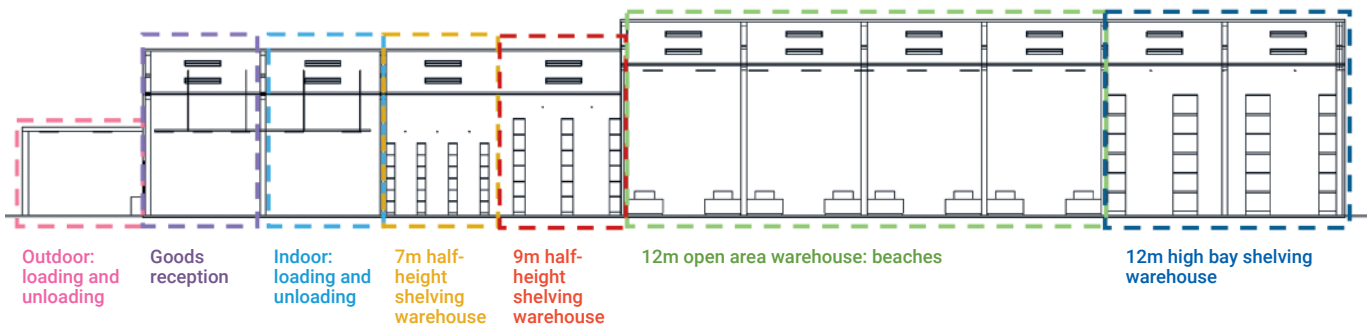 Outdoor:
loading and
unloading
Goods
reception
Indoor:
loading and
unloading
7m half-
height
shelving
warehouse
9m half-
height
shelving
warehouse
12m open area warehouse: beaches
12m high bay shelving
warehouse